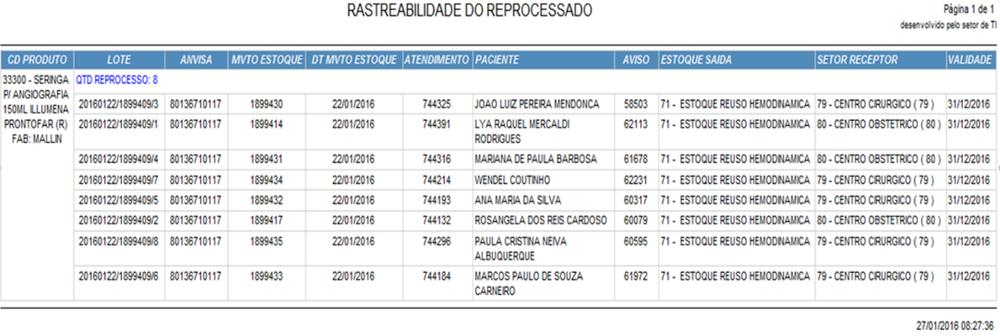 RASTREABILIDADE DO REPROCESSADO
Página 1 de 1
desenvolvido pelo setor de TI
CD PRODUTO LOTE ANVISA MVTO ESTOQUE DT MVTO ESTOQUE ATENDIMENTO PACIENTE AVISO ESTOQUE SAIDA SETOR RECEPTOR VALIDADE
33300 - SERINGA
P/ ANGIOGRAFIA
150ML ILLUMENA
PRONTOFAR (R)
FAB: MALLIN
QTD REPROCESSO: 8
20160122/1899409/3 80136710117 1899430 22/01/2016 744325 JOAO LUIZ PEREIRA MENDONCA 58503 71 - ESTOQUE REUSO HEMODINAMICA 79 - CENTRO CIRURGICO ( 79 ) 31/12/2016
20160122/1899409/1 80136710117 1899414 22/01/2016 744391 LYA RAQUEL MERCALDI 62113 71 - ESTOQUE REUSO HEMODINAMICA 80 - CENTRO OBSTETRICO ( 80 ) 31/12/2016
RODRIGUES
20160122/1899409/4 80136710117 1899431 22/01/2016 744316 MARIANA DE PAULA BARBOSA 61678 71 - ESTOQUE REUSO HEMODINAMICA 80 - CENTRO OBSTETRICO ( 80 ) 31/12/2016
20160122/1899409/7 80136710117 1899434 22/01/2016 744214 WENDEL COUTINHO 62231 71 - ESTOQUE REUSO HEMODINAMICA 79 - CENTRO CIRURGICO ( 79 ) 31/12/2016
20160122/1899409/5 80136710117 1899432 22/01/2016 744193 ANA MARIA DA SILVA 60317 71 - ESTOQUE REUSO HEMODINAMICA 79 - CENTRO CIRURGICO ( 79 ) 31/12/2016
20160122/1899409/2 80136710117 1899417 22/01/2016 744132 ROSANGELA DOS REIS CARDOSO 60079 71 - ESTOQUE REUSO HEMODINAMICA 80 - CENTRO OBSTETRICO ( 80 ) 31/12/2016
20160122/1899409/8 80136710117 1899435 22/01/2016 744296 PAULA CRISTINA NEIVA 60595 71 - ESTOQUE REUSO HEMODINAMICA 79 - CENTRO CIRURGICO ( 79 ) 31/12/2016
ALBUQUERQUE
20160122/1899409/6 80136710117 1899433 22/01/2016 744184 MARCOS PAULO DE SOUZA 61972 71 - ESTOQUE REUSO HEMODINAMICA 79 - CENTRO CIRURGICO ( 79 ) 31/12/2016
CARNEIRO
27/01/2016 08:27:36